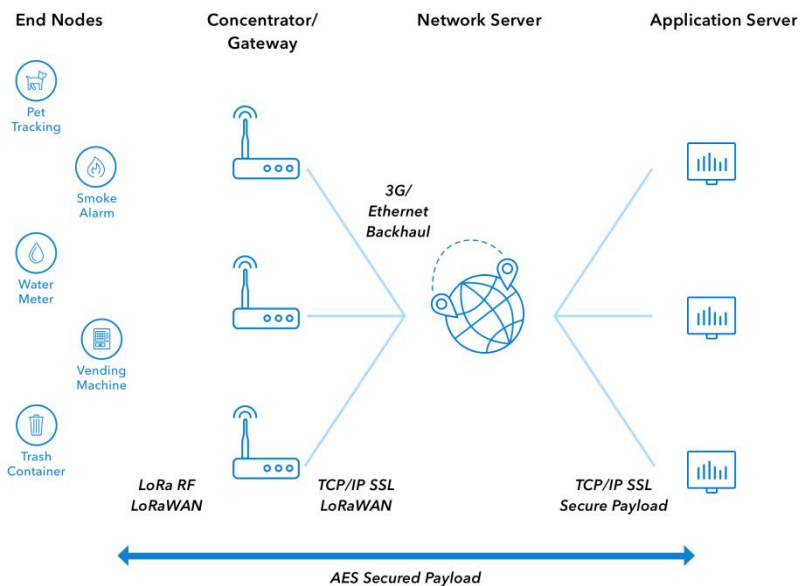 End Nodes
Concentrator/
Gateway
Network Server
Application Server
Pet
Tracking
Smoke
Alarm
Water
Meter
Vending
Machine
Trash
Container
3G/
Ethernet
Backhaul
LoRa RF
LoRaWAN
TCP/IP SSL
LoRaWAN
TCP/IP SSL
Secure Payload
AES Secured Payload